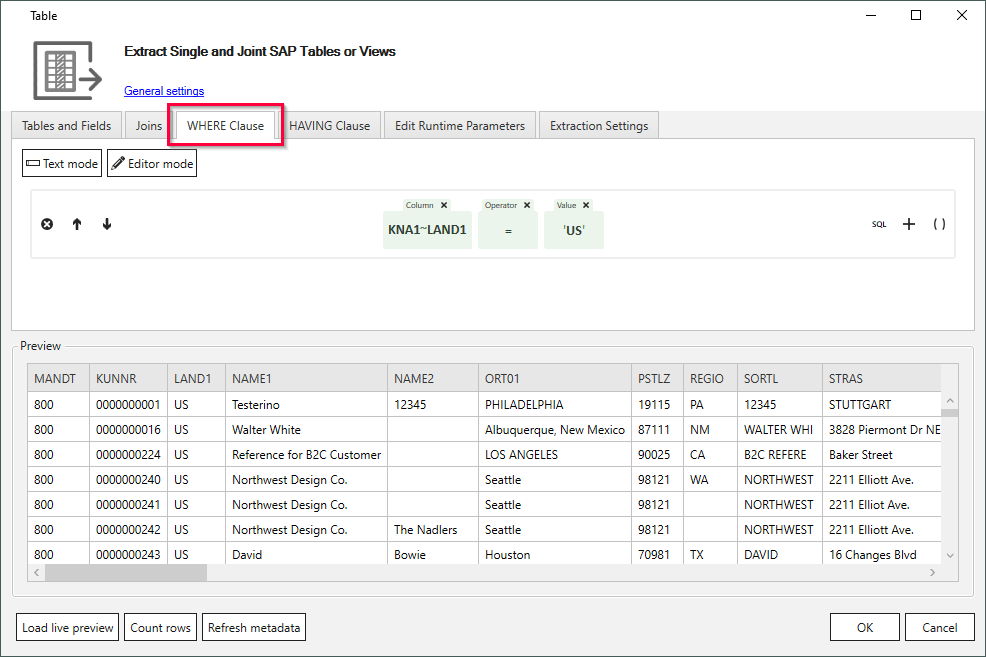 Table
Extract Single and Joint SAP Tables or Views
General settings
Tables and Fields Joins WHERE Clause HAVING Clause Edit Runtime Parameters Extraction Settings
Text mode Editor mode
Column Operator Value
KNA1~LAND1 = 'US' SQL + ( )
Preview
MANDT KUNNR LAND1 NAME1 NAME2 ORT01 PSTLZ REGIO SORTL STRAS
800 0000000001 US Testerino 12345 PHILADELPHIA 19115 PA 12345 STUTTGART
800 0000000016 US Walter White Albuquerque, New Mexico 87111 NM WALTER WHI 3828 Piermont Dr NE
800 0000000224 US Reference for B2C Customer LOS ANGELES 90025 CA B2C REFERE Baker Street
800 0000000240 US Northwest Design Co. Seattle 98121 WA NORTHWEST 2211 Elliott Ave.
800 0000000241 US Northwest Design Co. Seattle 98121 NORTHWEST 2211 Elliot Ave.
800 0000000242 US Northwest Design Co. The Nadlers Seattle 98121 NORTHWEST 2211 Elliott Ave.
800 0000000243 US David Bowie Houston 70981 TX DAVID 16 Changes Blvd
Load live preview Count rows Refresh metadata OK Cancel